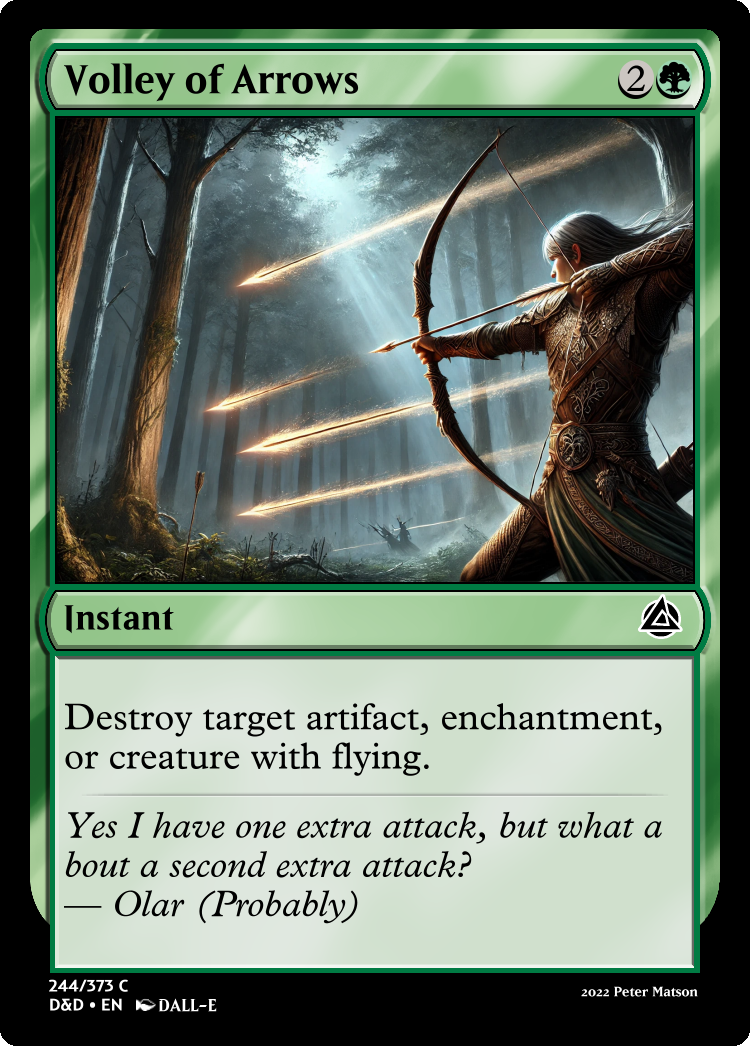 Volley of Arrows 2
Instant
Destroy target artifact, enchantment,
or creature with flying.
Yes I have one extra attack, but what a
bout a second extra attack?
— Olar (Probably)
244/373 C
D&D • EN DALL-E
2022 Peter Matson